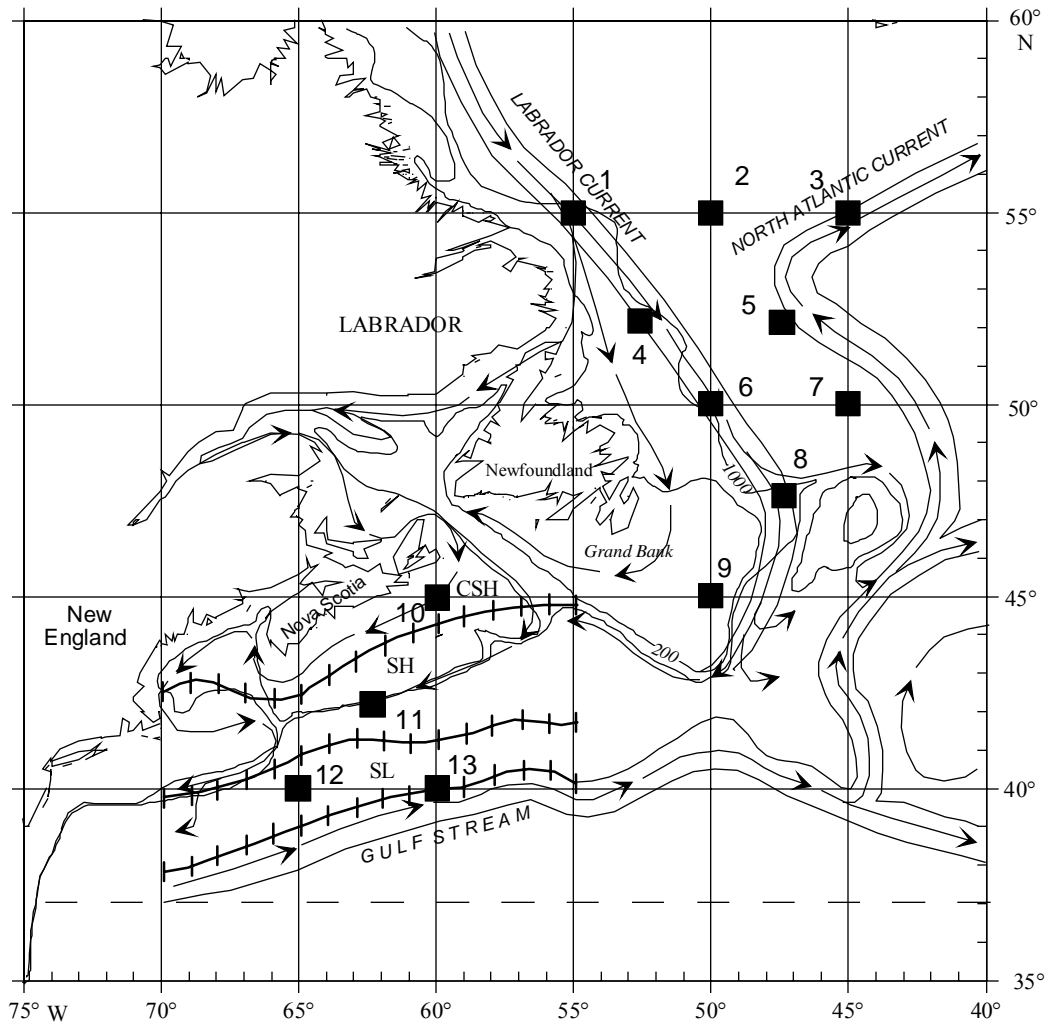 60°
N
LABRADOR CURRENT
1
2
3
NORTH ATLANTIC CURRENT
55°
5
LABRADOR
4
6
7
50°
Newfoundland
1000
8
Grand Bank
9
CSH
45°
New
England
Nova Scotia
10
SH
200
11
12
SL
13
40°
GULF STREAM
35°
75° W
70°
65°
60°
55°
50°
45°
40°